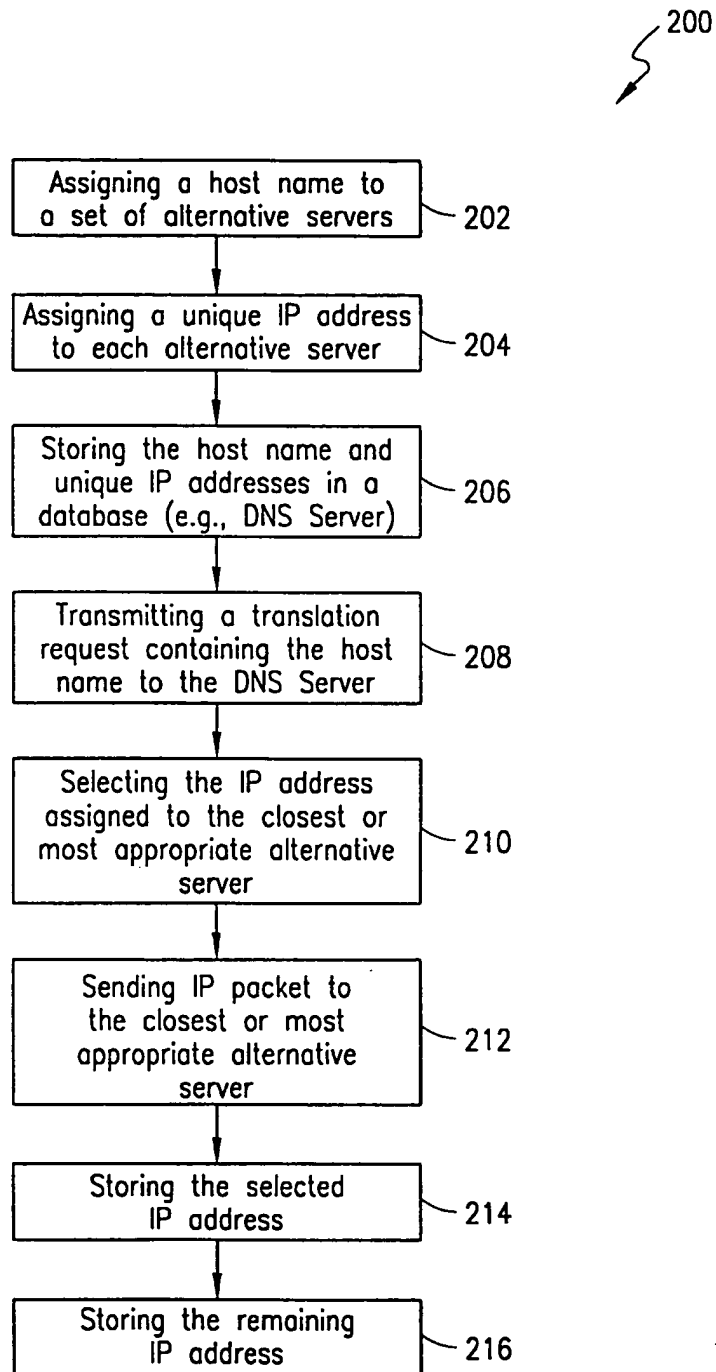 200
Assigning a host name to
a set of alternative servers
202
Assigning a unique IP address
to each alternative server
204
Storing the host name and
unique IP addresses in a
database (e.g., DNS Server)
206
Transmitting a translation
request containing the host
name to the DNS Server
208
Selecting the IP address
assigned to the closest or
most appropriate alternative
server
210
Sending IP packet to
the closest or most
appropriate alternative
server
212
Storing the selected
IP address
214
Storing the remaining
IP address
216